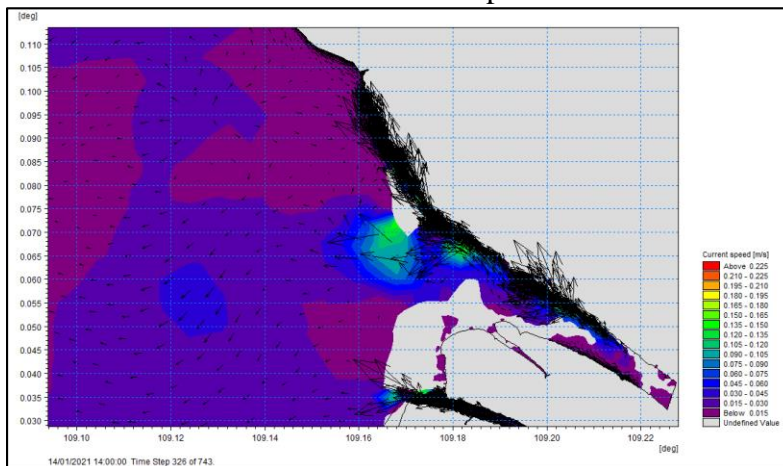 [deg]
0.110
0.105
0.100
0.095
0.090
0.085
0.080
0.075
0.070
0.065
0.060
0.055
0.050
0.045
0.040
0.035
0.030
109.10 109.12 109.14 109.16 109.18 109.20 109.22
[deg]
14/01/2021 14:00:00 Time Step 326 of 743.
Current speed [m/s]
Above 0.225
0.210 - 0.225
0.195 - 0.210
0.180 - 0.195
0.165 - 0.180
0.150 - 0.165
0.135 - 0.150
0.120 - 0.135
0.105 - 0.120
0.090 - 0.105
0.075 - 0.090
0.060 - 0.075
0.045 - 0.060
0.030 - 0.045
0.015 - 0.030
Below 0.015
Undefined Value